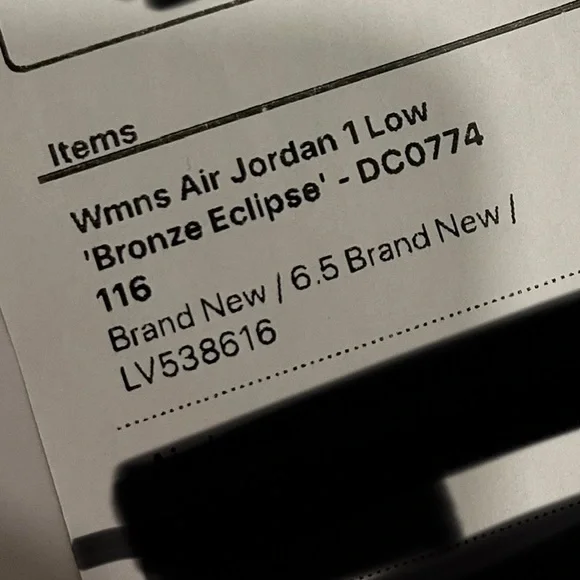 Items
Wmns Air Jordan 1 Low
'Bronze Eclipse' - DC0774
116
Brand New / 6.5 Brand New /
LV538616